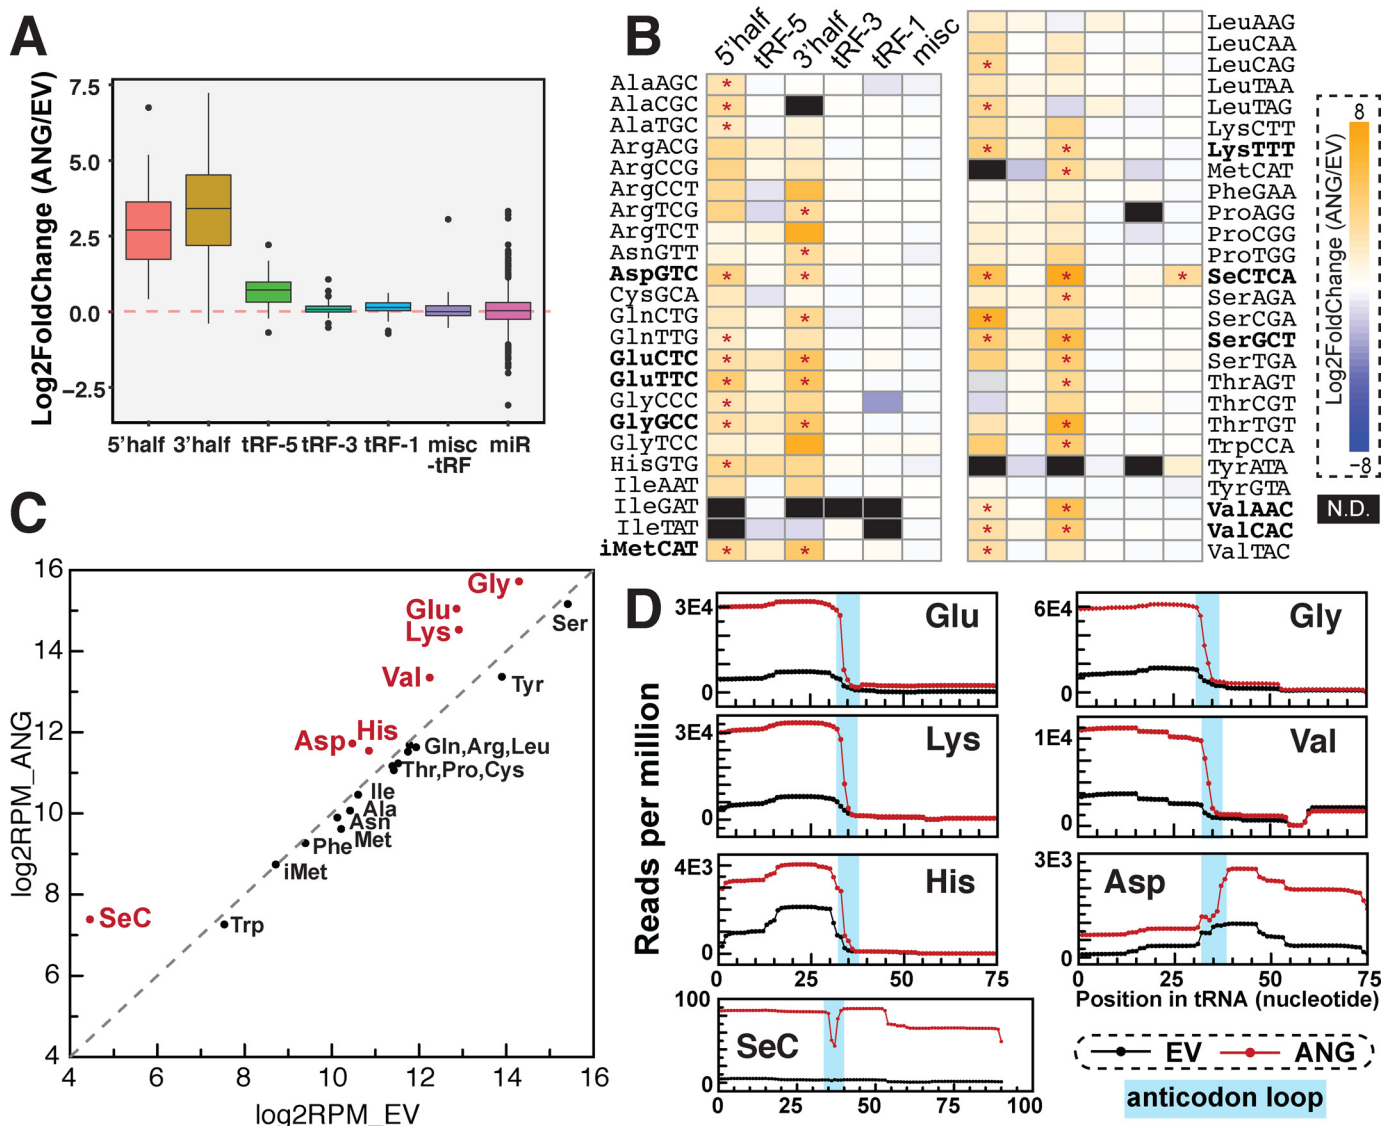 A
Log2FoldChange (ANG/EV)
7.5
5.0
2.5
0.0
−2.5
5'half 3'half tRF-5 tRF-3 tRF-1 misc -tRF miR
B
5'half tRF-5 3'half tRF-3 tRF-1 misc
AlaAGC *
AlaCGC *
AlaTGC *
ArgACG
ArgCCG
ArgCCT
ArgTCG *
ArgTCT
AsnGTT *
AspGTC * *
CysGCA
GlnCTG *
GlnTTG *
GluCTC * *
GluTTC * *
GlyCCC *
GlyGCC * *
GlyTCC
HisGTG *
IleAAT
IleGAT
IleTAT
iMetCAT * *
LeuAAG
LeuCAA
* LeuCAG
LeuTAA
* LeuTAG
LysCTT
* * LysTTT
* MetCAT
PheGAA
ProAGG
ProCGG
ProTGG
* * * SeCTCA
* SerAGA
* SerCGA
* * SerGCT
* SerTGA
* ThrAGT
ThrCGT
* ThrTGT
* TrpCCA
TyrATA
TyrGTA
* * ValAAC
* * ValCAC
* ValTAC
8
Log2FoldChange (ANG/EV)
−8
N.D.
C
log2RPM_ANG
16
14
12
10
8
6
4
4 6 8 10 12 14 16
log2RPM_EV
Gly
Glu
Lys
Val
Asp
His
SeC
Ser
Tyr
Gln,Arg,Leu
Thr,Pro,Cys
Ile
Ala
Asn
Met
Phe
iMet
Trp
D
Reads per million
3E4
0
Glu
6E4
0
Gly
3E4
0
Lys
1E4
0
Val
4E3
0
His
0 25 50 75
3E3
0
Asp
0 25 50 75
Position in tRNA (nucleotide)
100
0
SeC
0 25 50 75 100
EV ANG
anticodon loop